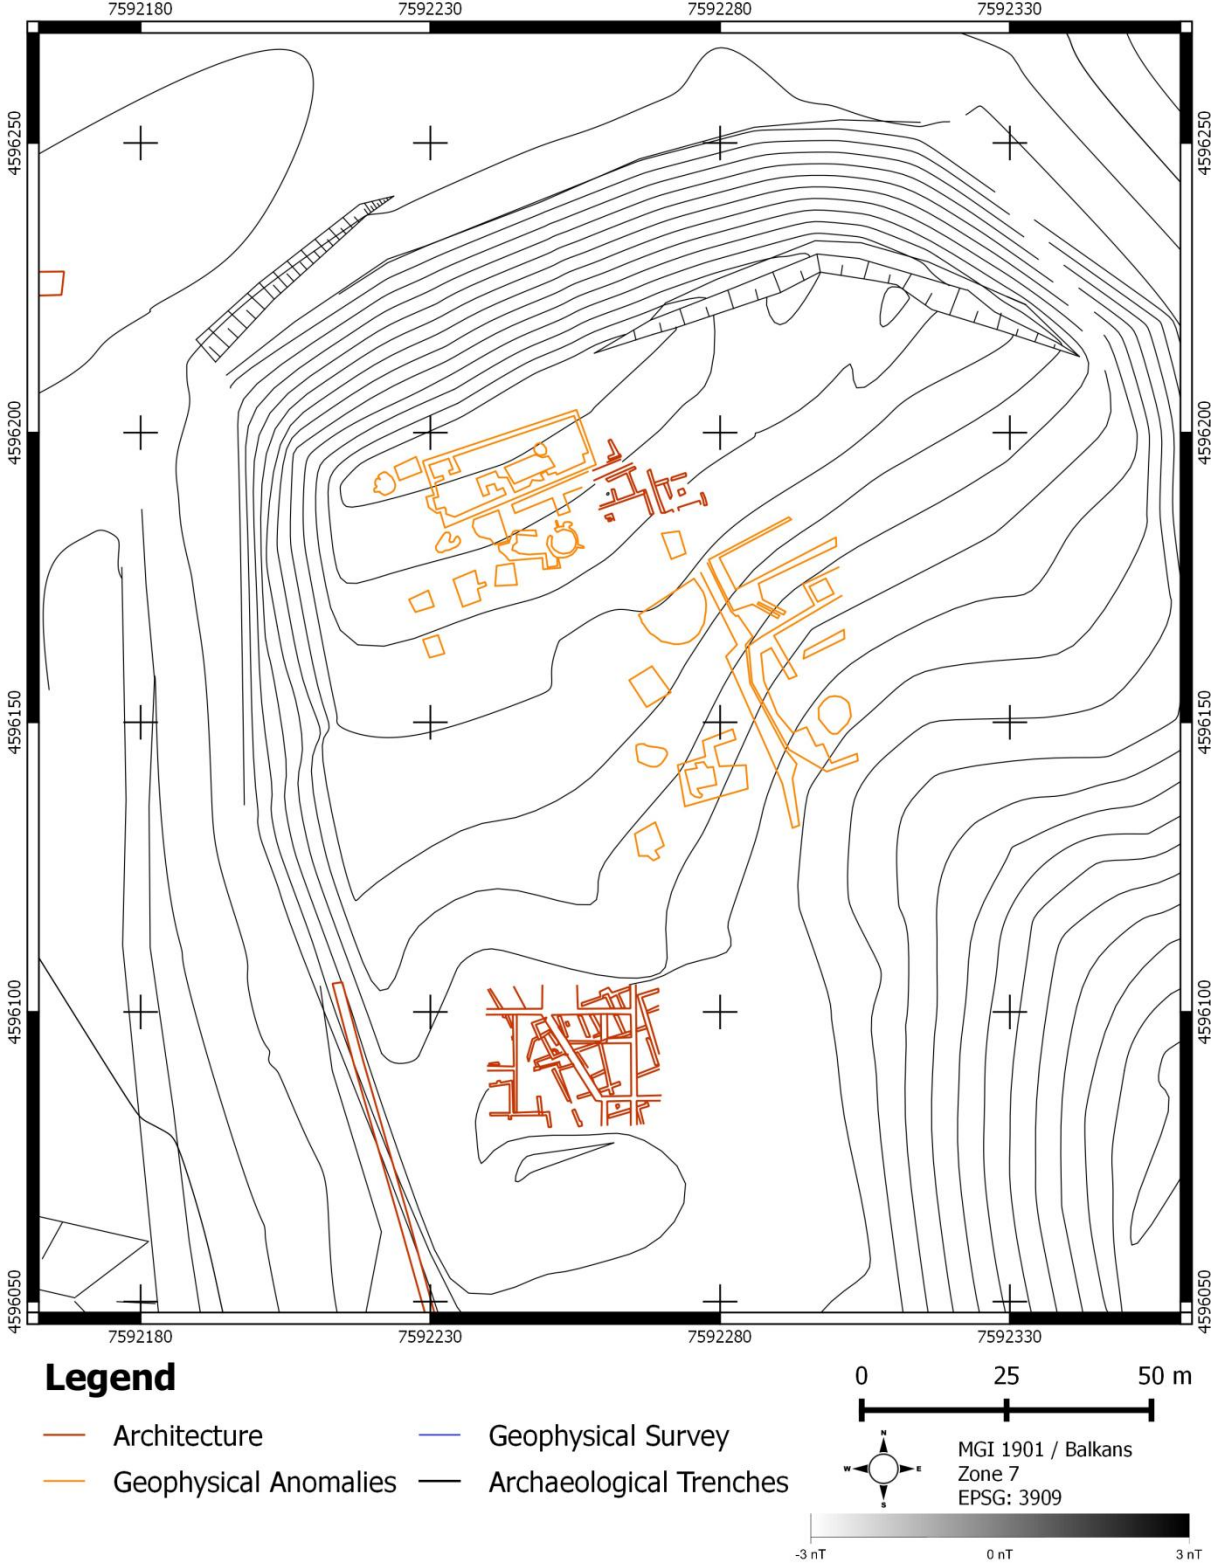 7592180 7592230 7592280 7592330
4596250 4596250
4596200 4596200
4596150 4596150
4596100 4596100
4596050 4596050
7592180 7592230 7592280 7592330
Legend
Architecture
Geophysical Anomalies
Geophysical Survey
Archaeological Trenches
0 25 50 m
N
W E
S
MGI 1901 / Balkans
Zone 7
EPSG: 3909
-3 nT 0 nT 3 nT